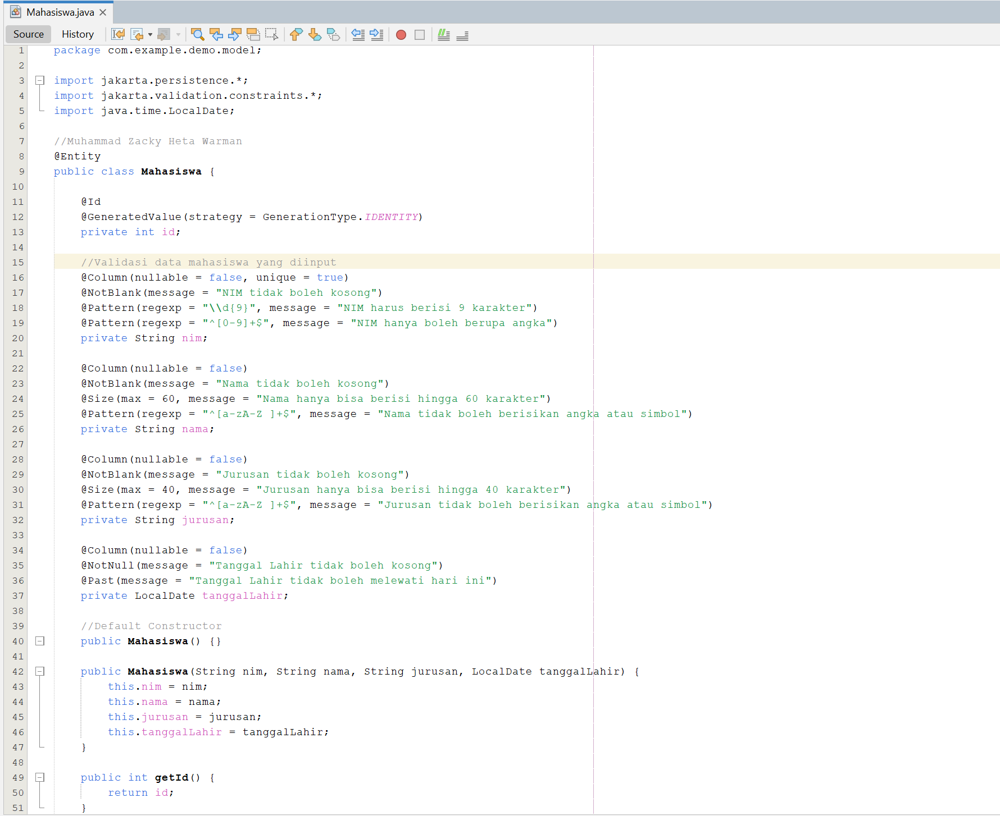 Mahasiswa.java
Source History
1 package com.example.demo.model;
2
3 import jakarta.persistence.*;
4 import jakarta.validation.constraints.*;
5 import java.time.LocalDate;
6
7 //Muhammad Zacky Heta Warman
8 @Entity
9 public class Mahasiswa {
10
11 @Id
12 @GeneratedValue(strategy = GenerationType.IDENTITY)
13 private int id;
14
15 //Validasi data mahasiswa yang diinput
16 @Column(nullable = false, unique = true)
17 @NotBlank(message = "NIM tidak boleh kosong")
18 @Pattern(regexp = "\\d{9}", message = "NIM harus berisi 9 karakter")
19 @Pattern(regexp = "^[0-9]+$", message = "NIM hanya boleh berupa angka")
20 private String nim;
21
22 @Column(nullable = false)
23 @NotBlank(message = "Nama tidak boleh kosong")
24 @Size(max = 60, message = "Nama hanya bisa berisi hingga 60 karakter")
25 @Pattern(regexp = "^[a-zA-Z ]+$", message = "Nama tidak boleh berisikan angka atau simbol")
26 private String nama;
27
28 @Column(nullable = false)
29 @NotBlank(message = "Jurusan tidak boleh kosong")
30 @Size(max = 40, message = "Jurusan hanya bisa berisi hingga 40 karakter")
31 @Pattern(regexp = "^[a-zA-Z ]+$", message = "Jurusan tidak boleh berisikan angka atau simbol")
32 private String jurusan;
33
34 @Column(nullable = false)
35 @NotNull(message = "Tanggal Lahir tidak boleh kosong")
36 @Past(message = "Tanggal Lahir tidak boleh melewati hari ini")
37 private LocalDate tanggalLahir;
38
39 //Default Constructor
40 public Mahasiswa() {}
41
42 public Mahasiswa(String nim, String nama, String jurusan, LocalDate tanggalLahir) {
43 this.nim = nim;
44 this.nama = nama;
45 this.jurusan = jurusan;
46 this.tanggalLahir = tanggalLahir;
47 }
48
49 public int getId() {
50 return id;
51 }